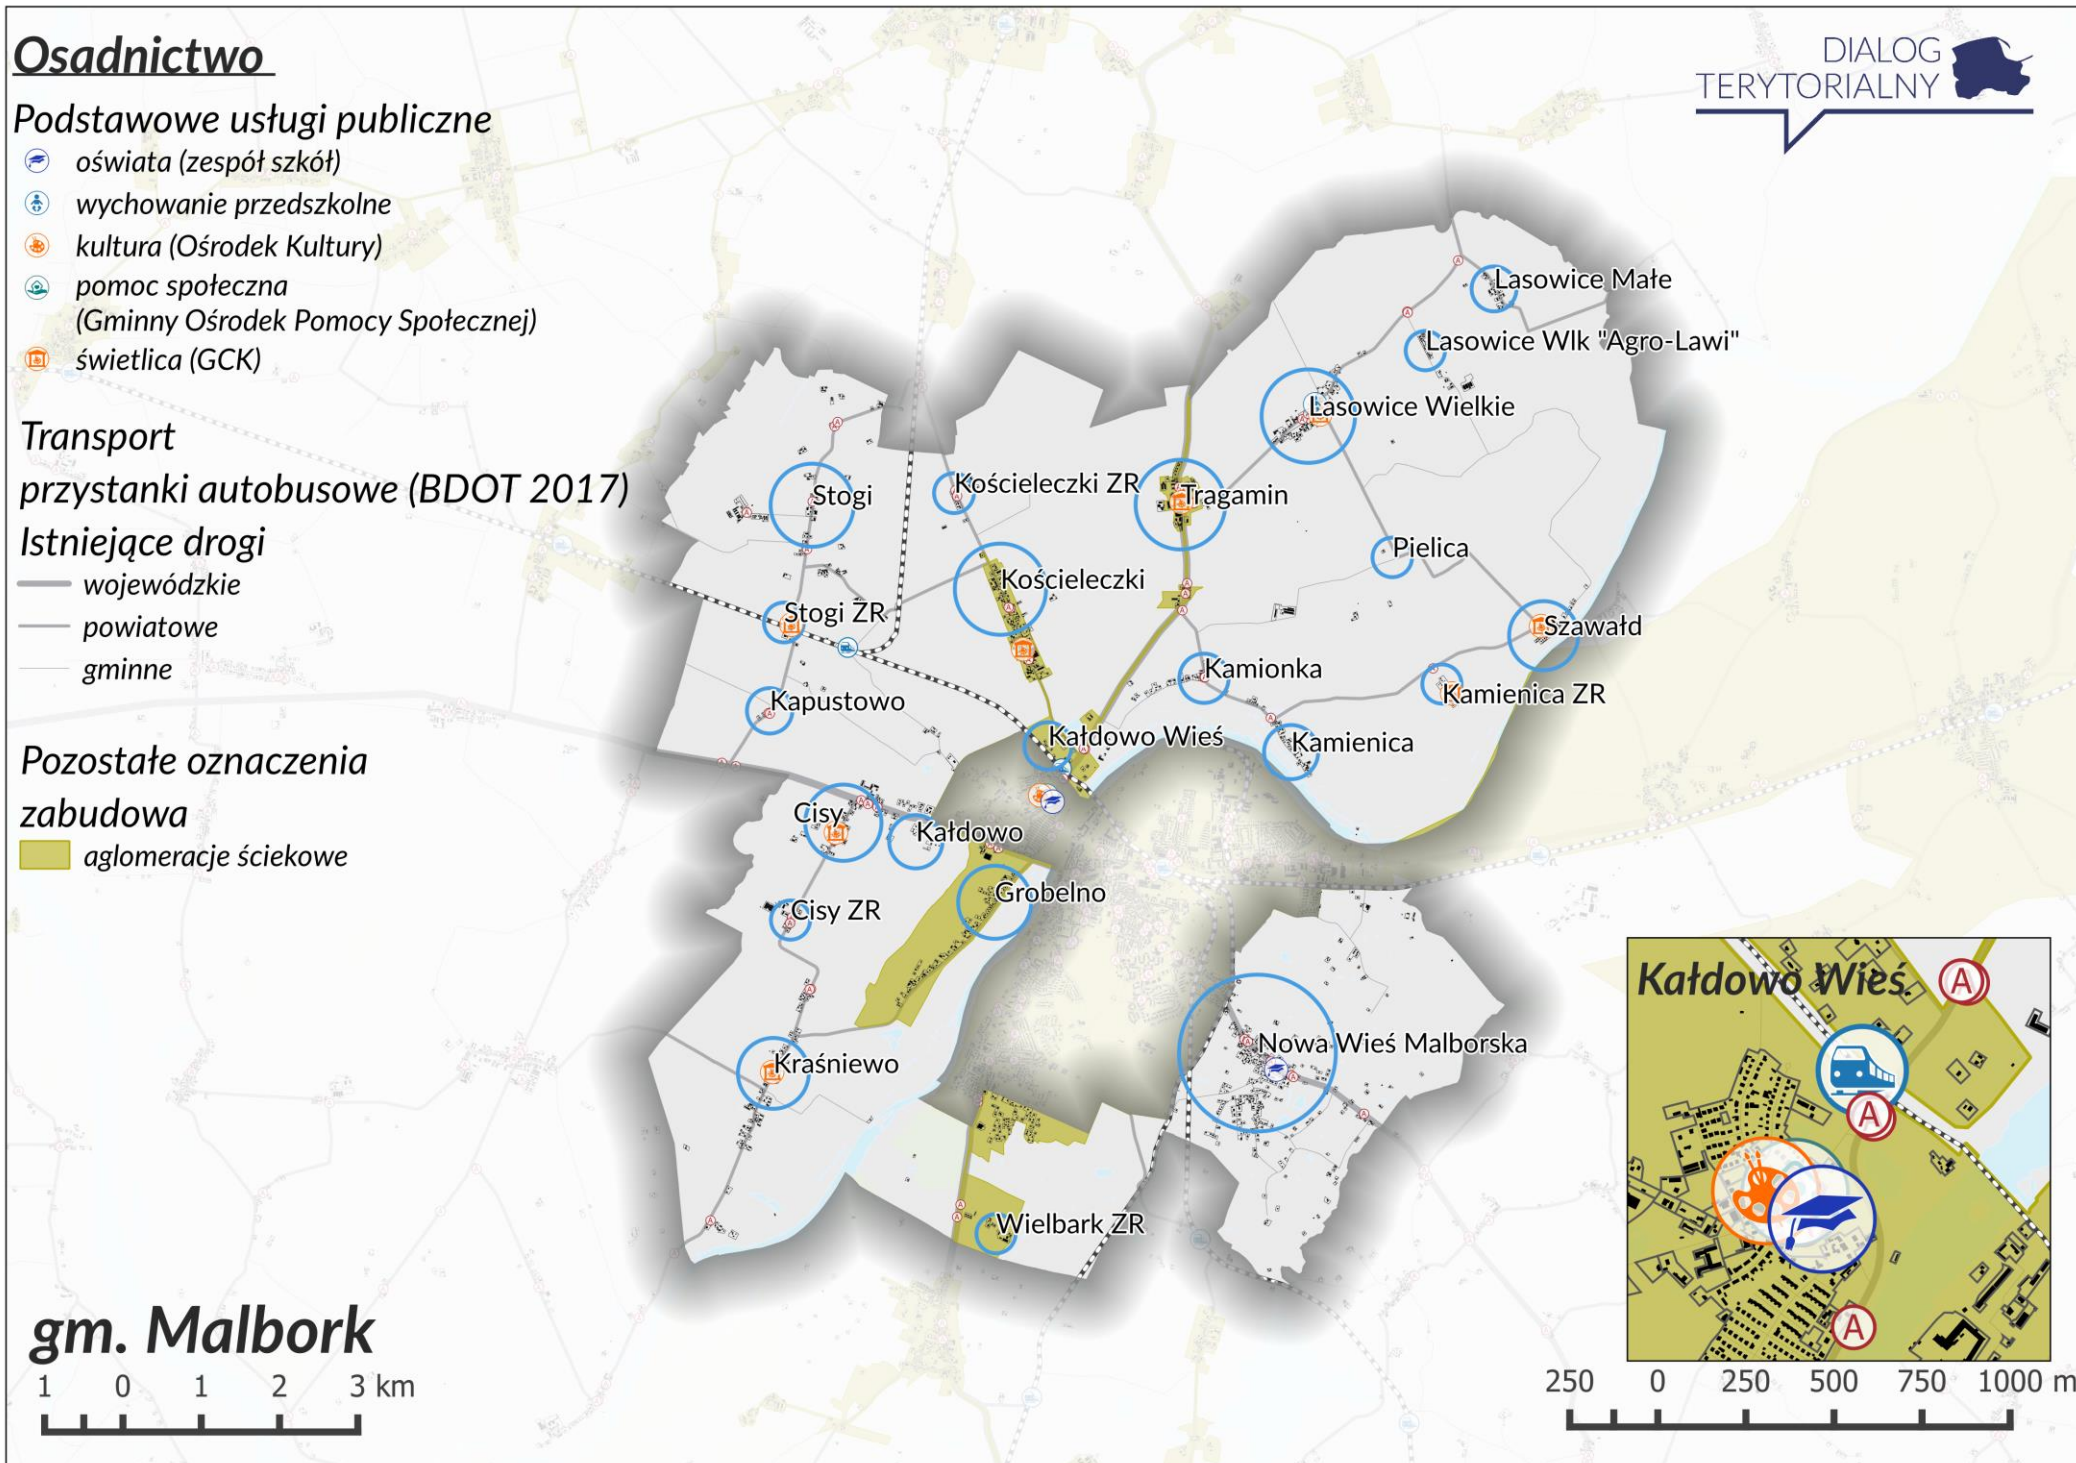 Osadnictwo
Podstawowe usługi publiczne
oświata (zespół szkół)
wychowanie przedszkolne
kultura (Ośrodek Kultury)
pomoc społeczna
(Gminny Ośrodek Pomocy Społecznej)
świetlica (GCK)
Transport
przystanki autobusowe (BDOT 2017)
Istniejące drogi
wojewódzkie
powiatowe
gminne
Pozostałe oznaczenia
zabudowa
aglomeracje ściekowe
gm. Malbork
1 0 1 2 3 km
DIALOG
TERYTORIALNY
Lasowice Małe
Lasowice Wlk "Agro-Lawi"
Lasowice Wielkie
Kościeleczki ZR
Stogi
Tragamin
Pielica
Kościeleczki
Stogi ZR
Szawałd
Kamionka
Kamienica ZR
Kapustowo
Kałdowo Wieś
Kamienica
Cisy
Kałdowo
Grobelno
Cisy ZR
Nowa Wieś Malborska
Kraśniewo
Wielbark ZR
Kałdowo Wieś
A
A
A
250 0 250 500 750 1000 m